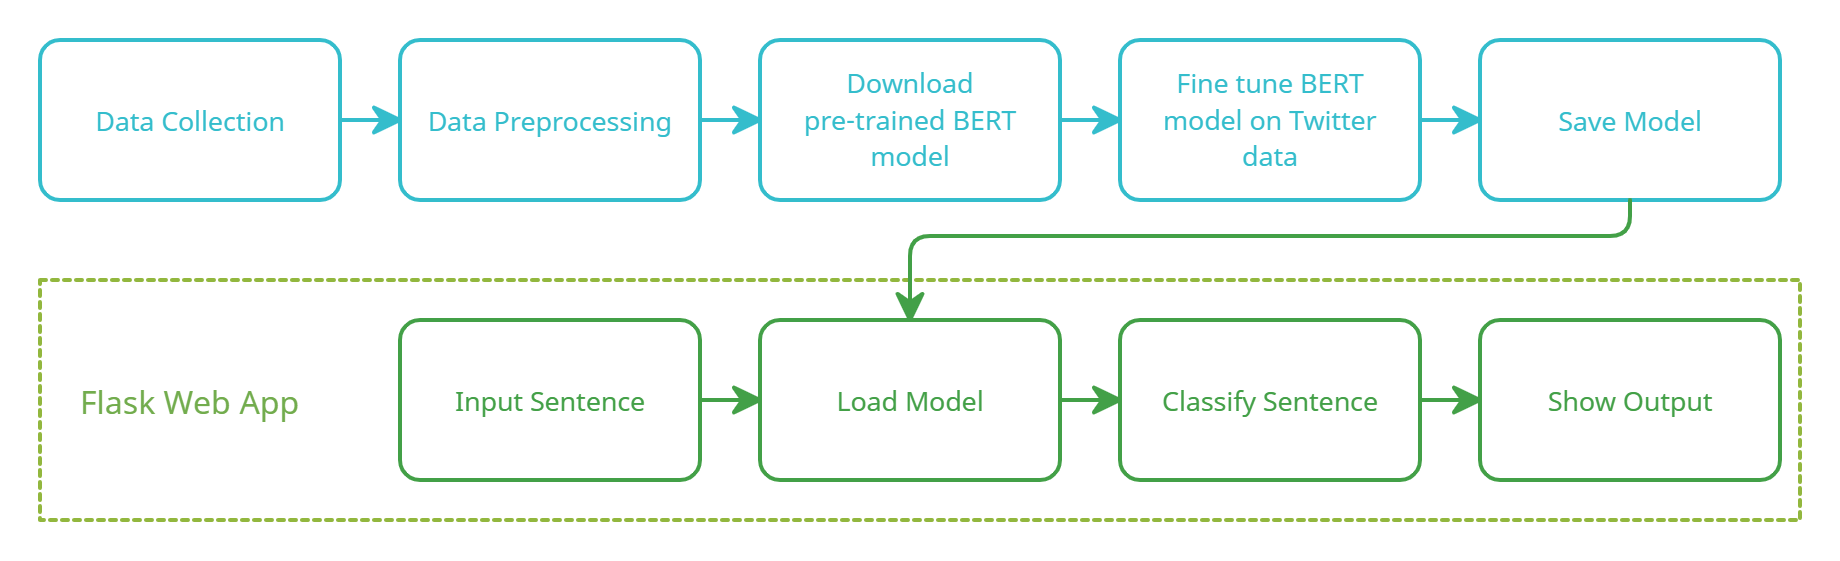 Data Collection
Data Preprocessing
Download
pre-trained BERT
model
Fine tune BERT
model on Twitter
data
Save Model
Flask Web App
Input Sentence
Load Model
Classify Sentence
Show Output